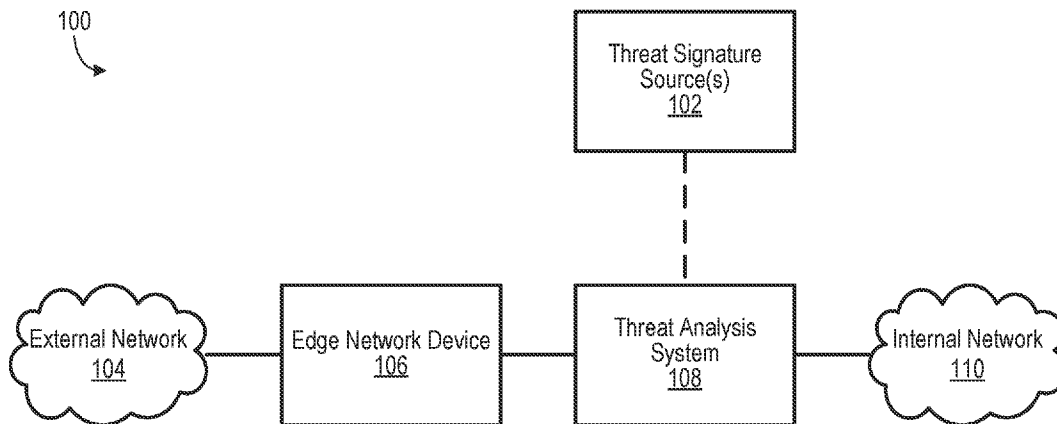 100
Threat Signature
Source(s)
102
External Network
104
Edge Network Device
106
Threat Analysis
System
108
Internal Network
110